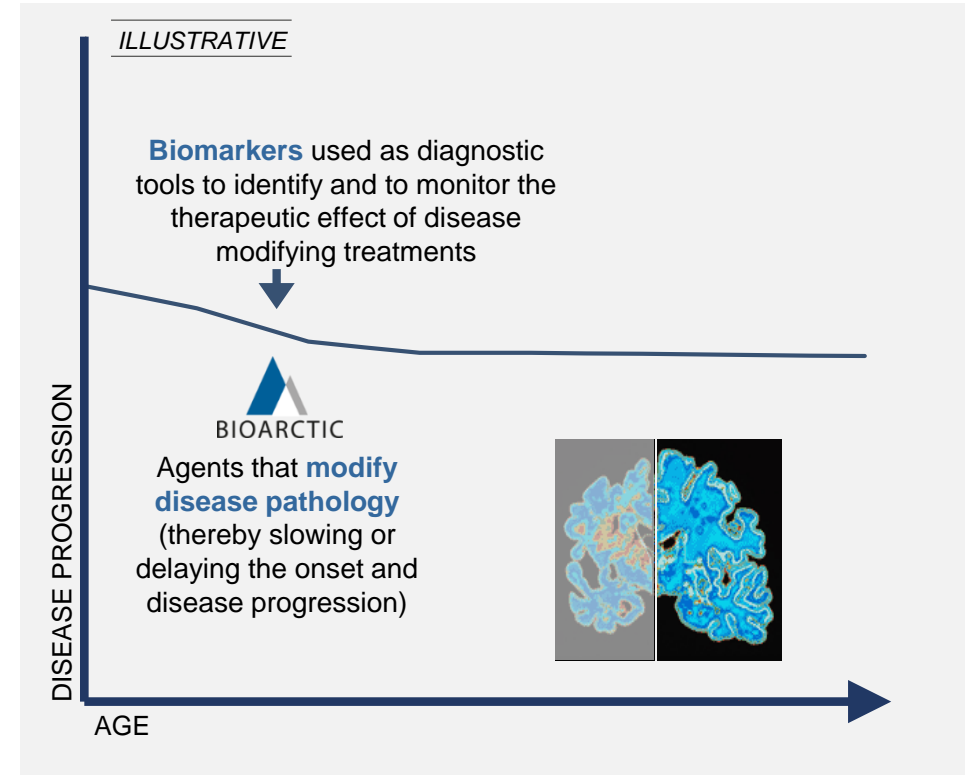 ILLUSTRATIVE
Biomarkers used as diagnostic
tools to identify and to monitor the
therapeutic effect of disease
modifying treatments
BIOARCTIC
Agents that modify
disease pathology
(thereby slowing or
delaying the onset and
disease progression)
DISEASE PROGRESSION
AGE